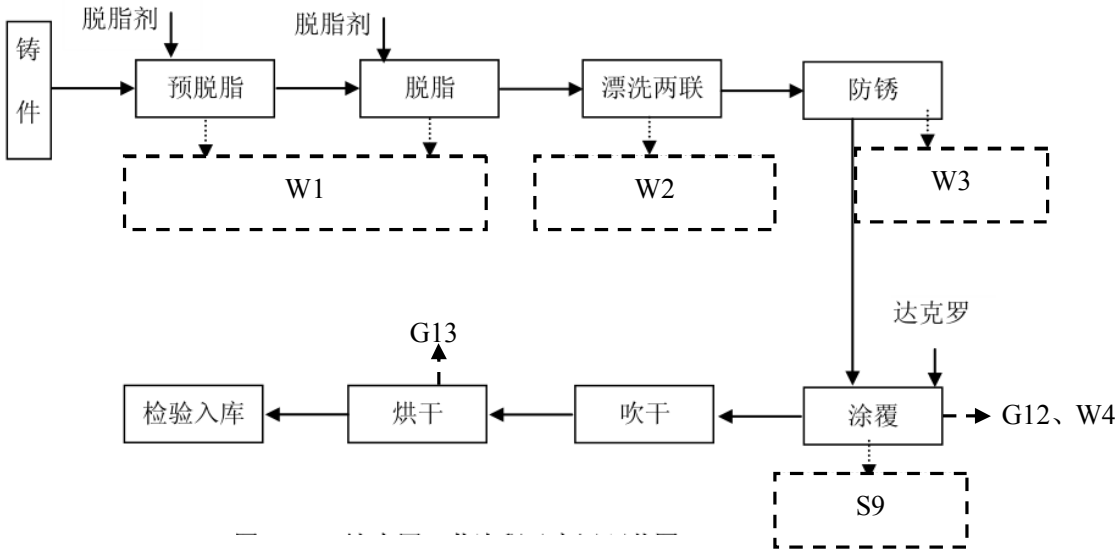 脱脂剂
脱脂剂
铸件
预脱脂
脱脂
漂洗两联
防锈
W1
W2
W3
达克罗
G13
检验入库
烘干
吹干
涂覆
G12、W4
S9